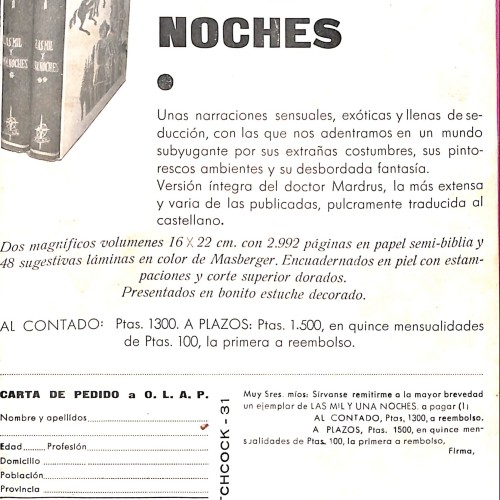 NOCHES
LAS MIL
Y
NOCHES
Unas narraciones sensuales, exóticas y llenas de se-
ducción, con las que nos adentramos en un mundo
subyugante por sus extrañas costumbres, sus pinto-
rescos ambientes y su desbordada fantasía.
Versión íntegra del doctor Mardrus, la más extensa
y varia de las publicadas, pulcramente traducida al
castellano.
Dos magníficos volumenes 16 X 22 cm. con 2.992 páginas en papel semi-biblia y
48 sugestivas láminas en color de Masberger. Encuadernados en piel con estam-
paciones y corte superior dorados.
Presentados en bonito estuche decorado.
AL CONTADO: Ptas. 1300. A PLAZOS: Ptas. 1.500, en quince mensualidades
de Ptas. 100, la primera a reembolso.
CARTA DE PEDIDO a O. L. A. P.
Nombre y apellidos
Edad Profesión
Domicilio
Población
Provincia
TCHCOCK - 31
Muy Sres. míos: Sírvanse remitirme a la mayor brevedad
un ejemplar de LAS MIL Y UNA NOCHES. a pagar (1)
AL CONTADO, Ptas, 1300, a reembolso.
A PLAZOS, Ptas. 1500, en quince men-
sualidades de Ptas. 100, la primera a rembolso,
Firma,